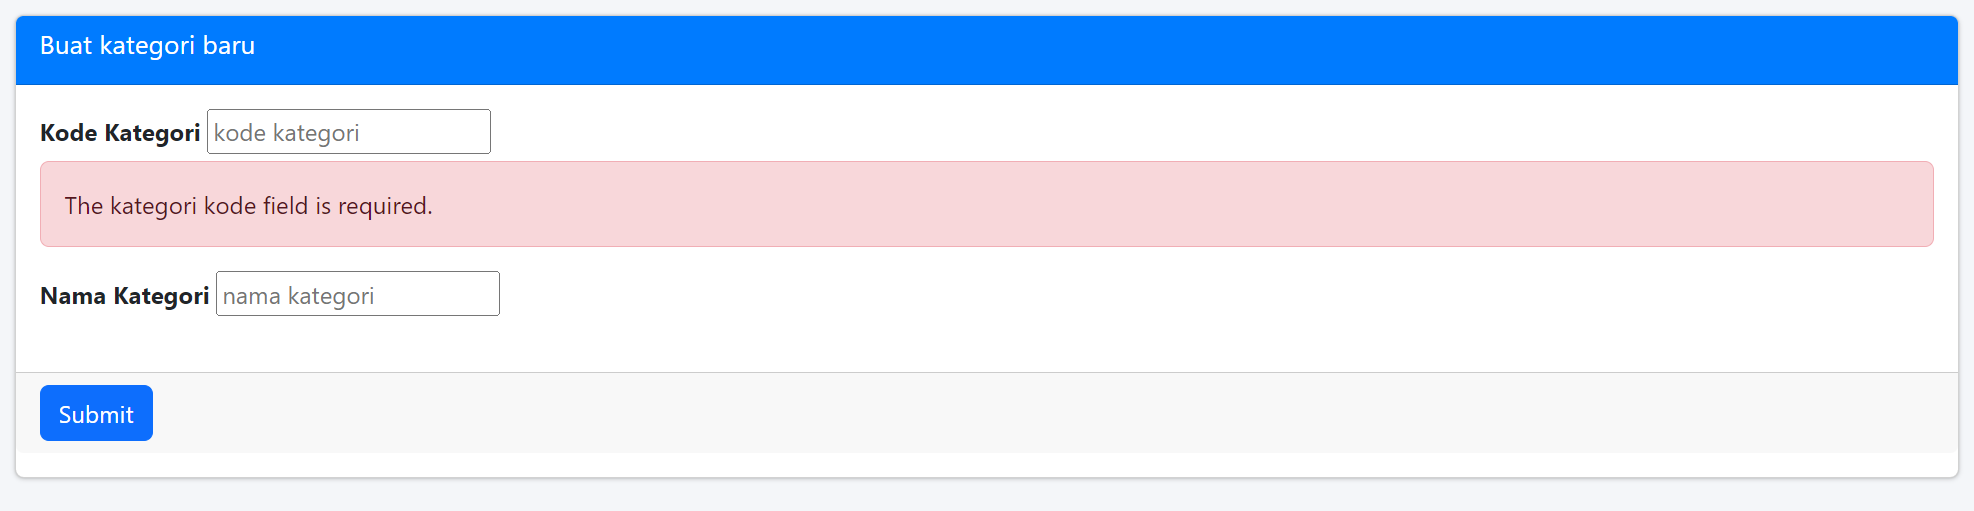 Buat kategori baru
Kode Kategori kode kategori
The kategori kode field is required.
Nama Kategori nama kategori
Submit